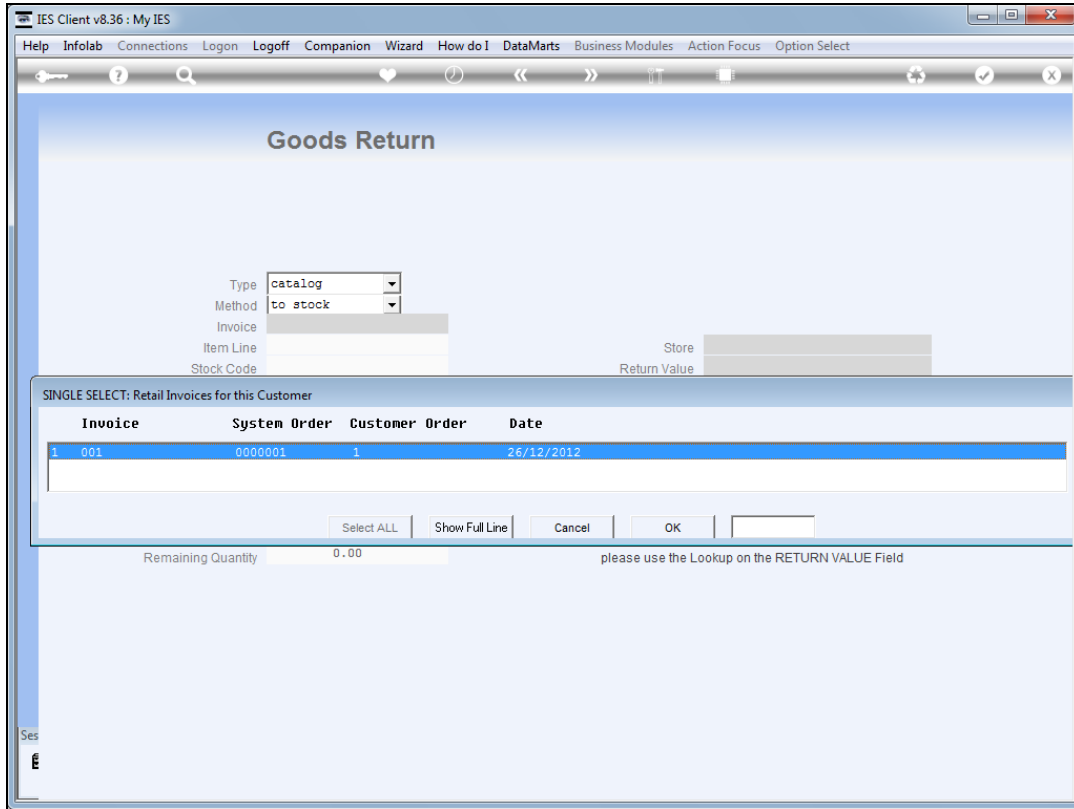 IES Client v8.36 : My IES
Help Infolab Connections Logon Logoff Companion Wizard How do I DataMarts Business Modules Action Focus Option Select
Goods Return
Type catalog
Method to stock
Invoice
Item Line Store
Stock Code Return Value
SINGLE SELECT: Retail Invoices for this Customer
Invoice System Order Customer Order Date
1 001 0000001 1 26/12/2012
Select ALL Show Full Line Cancel OK
Remaining Quantity 0.00 please use the Lookup on the RETURN VALUE Field
Ses